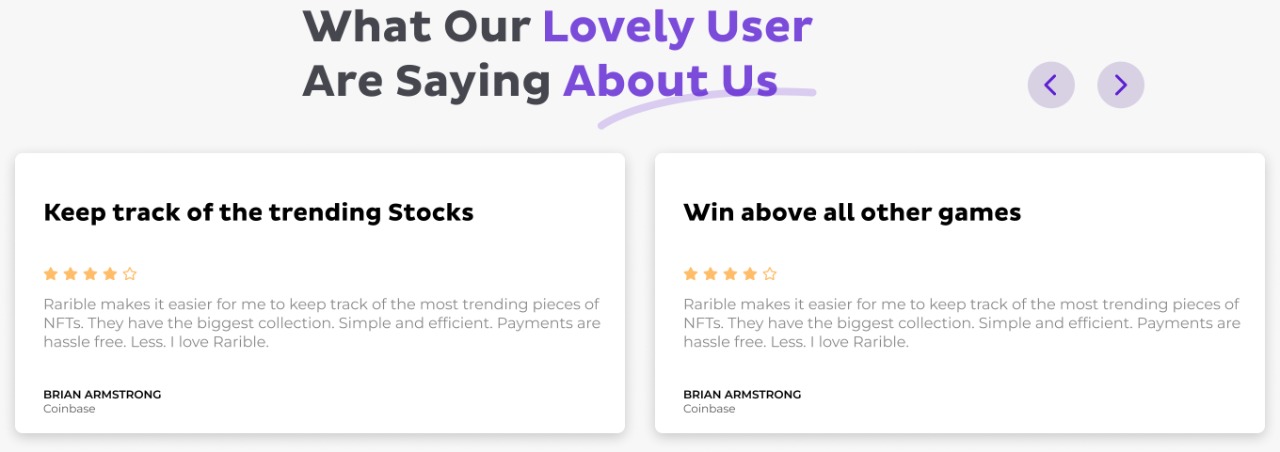 What Our Lovely User
Are Saying About Us
Keep track of the trending Stocks
Rarible makes it easier for me to keep track of the most trending pieces of
NFTs. They have the biggest collection. Simple and efficient. Payments are
hassle free. Less. I love Rarible.
BRIAN ARMSTRONG
Coinbase
Win above all other games
Rarible makes it easier for me to keep track of the most trending pieces of
NFTs. They have the biggest collection. Simple and efficient. Payments are
hassle free. Less. I love Rarible.
BRIAN ARMSTRONG
Coinbase